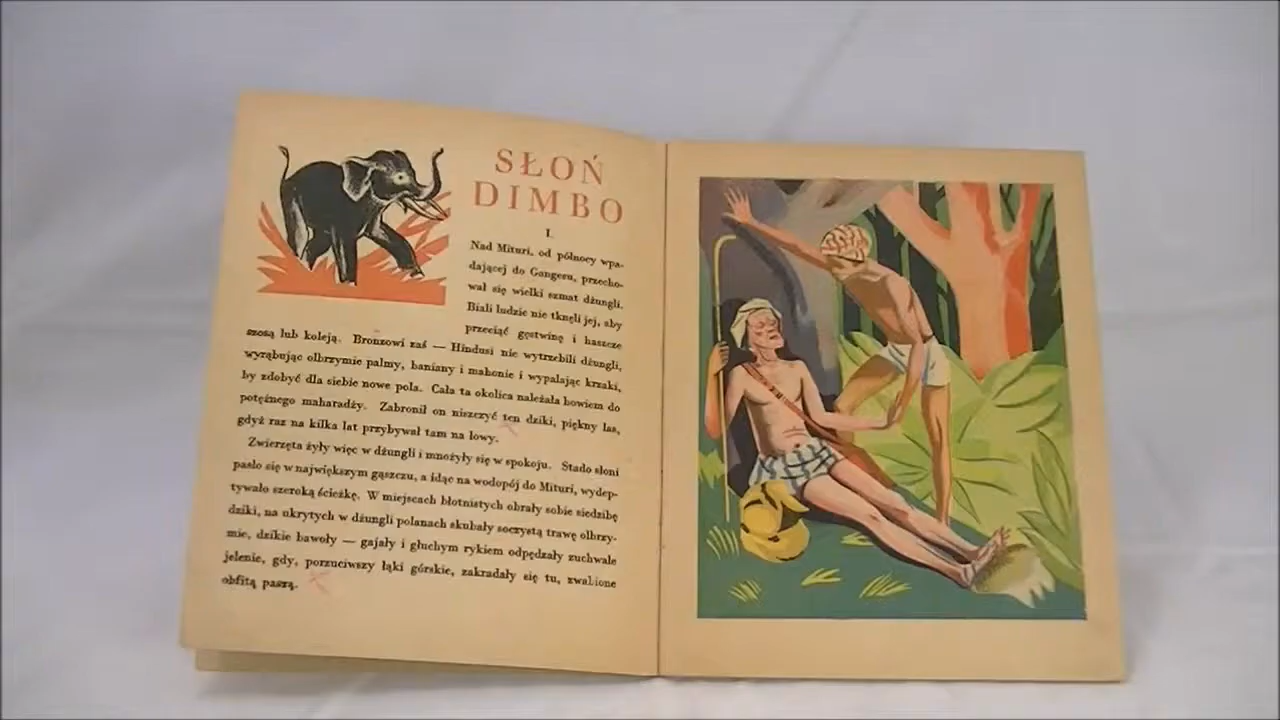 SŁOŃ
DIMBO
I.
Nad Mituri, od północy wpa-
dającej do Gangesu, przecho-
wał się wielki szmat dżungli.
Biali ludzie nie tknęli jej, aby
przeciąć gęstwinę i haszcze
szosą lub koleją. Bronzowi zaś — Hindusi nie wytrzebili dżungli,
wyrąbując olbrzymie palmy, baniany i mahonie i wypalając krzaki,
by zdobyć dla siebie nowe pola. Cała ta okolica należała bowiem do
potężnego maharadży. Zabronił on niszczyć ten dziki, piękny las,
gdyż raz na kilka lat przybywał tam na łowy.
Zwierzęta żyły więc w dżungli i mnożyły się w spokoju. Stado słoni
pasło się w największym gąszczu, a idąc na wodopój do Mituri, wydep-
tywało szeroką ścieżkę. W miejscach błotnistych obrały sobie siedzibę
dziki, na ukrytych w dżungli polanach skubały soczystą trawę olbrzy-
mie, dzikie bawoły — gajały i głuchym rykiem odpędzały zuchwałe
jelenie, gdy, porzuciwszy łąki górskie, zakradały się tu, zwabione
obfitą paszą.